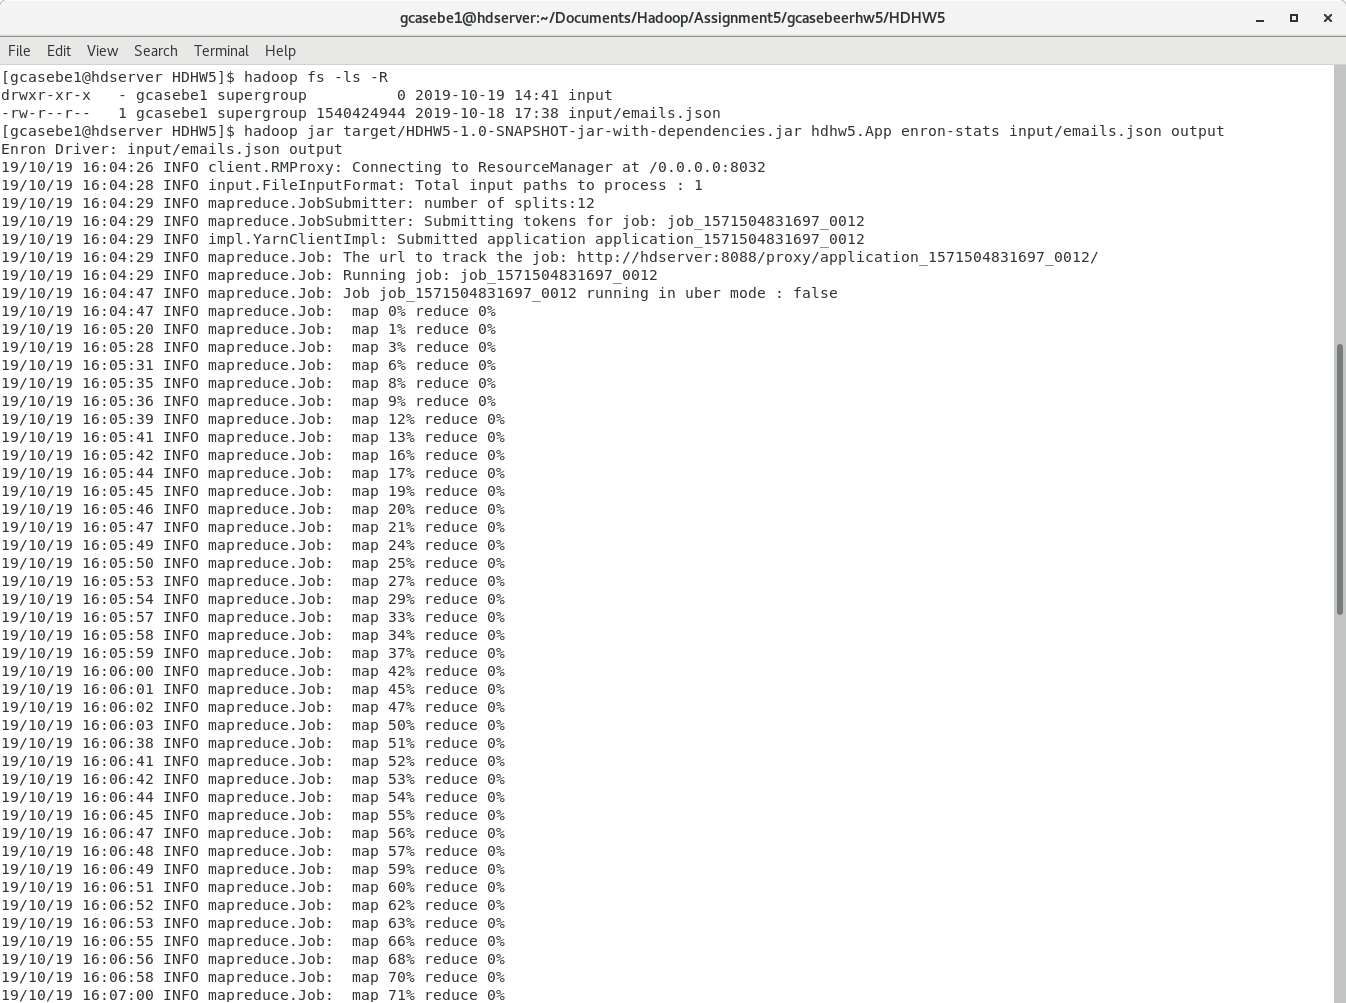 gcasebe1@hdserver:~/Documents/Hadoop/Assignment5/gcasebeerhw5/HDHW5
File Edit View Search Terminal Help
[gcasebe1@hdserver HDHW5]$ hadoop fs -ls -R
drwxr-xr-x   - gcasebe1 supergroup          0 2019-10-19 14:41 input
-rw-r--r--   1 gcasebe1 supergroup 1540424944 2019-10-18 17:38 input/emails.json
[gcasebe1@hdserver HDHW5]$ hadoop jar target/HDHW5-1.0-SNAPSHOT-jar-with-dependencies.jar hdhw5.App enron-stats input/emails.json output
Enron Driver: input/emails.json output
19/10/19 16:04:26 INFO client.RMProxy: Connecting to ResourceManager at /0.0.0.0:8032
19/10/19 16:04:28 INFO input.FileInputFormat: Total input paths to process : 1
19/10/19 16:04:29 INFO mapreduce.JobSubmitter: number of splits:12
19/10/19 16:04:29 INFO mapreduce.JobSubmitter: Submitting tokens for job: job_1571504831697_0012
19/10/19 16:04:29 INFO impl.YarnClientImpl: Submitted application application_1571504831697_0012
19/10/19 16:04:29 INFO mapreduce.Job: The url to track the job: http://hdserver:8088/proxy/application_1571504831697_0012/
19/10/19 16:04:29 INFO mapreduce.Job: Running job: job_1571504831697_0012
19/10/19 16:04:47 INFO mapreduce.Job: Job job_1571504831697_0012 running in uber mode : false
19/10/19 16:04:47 INFO mapreduce.Job:  map 0% reduce 0%
19/10/19 16:05:20 INFO mapreduce.Job:  map 1% reduce 0%
19/10/19 16:05:28 INFO mapreduce.Job:  map 3% reduce 0%
19/10/19 16:05:31 INFO mapreduce.Job:  map 6% reduce 0%
19/10/19 16:05:35 INFO mapreduce.Job:  map 8% reduce 0%
19/10/19 16:05:36 INFO mapreduce.Job:  map 9% reduce 0%
19/10/19 16:05:39 INFO mapreduce.Job:  map 12% reduce 0%
19/10/19 16:05:41 INFO mapreduce.Job:  map 13% reduce 0%
19/10/19 16:05:42 INFO mapreduce.Job:  map 16% reduce 0%
19/10/19 16:05:44 INFO mapreduce.Job:  map 17% reduce 0%
19/10/19 16:05:45 INFO mapreduce.Job:  map 19% reduce 0%
19/10/19 16:05:46 INFO mapreduce.Job:  map 20% reduce 0%
19/10/19 16:05:47 INFO mapreduce.Job:  map 21% reduce 0%
19/10/19 16:05:49 INFO mapreduce.Job:  map 24% reduce 0%
19/10/19 16:05:50 INFO mapreduce.Job:  map 25% reduce 0%
19/10/19 16:05:53 INFO mapreduce.Job:  map 27% reduce 0%
19/10/19 16:05:54 INFO mapreduce.Job:  map 29% reduce 0%
19/10/19 16:05:57 INFO mapreduce.Job:  map 33% reduce 0%
19/10/19 16:05:58 INFO mapreduce.Job:  map 34% reduce 0%
19/10/19 16:05:59 INFO mapreduce.Job:  map 37% reduce 0%
19/10/19 16:06:00 INFO mapreduce.Job:  map 42% reduce 0%
19/10/19 16:06:01 INFO mapreduce.Job:  map 45% reduce 0%
19/10/19 16:06:02 INFO mapreduce.Job:  map 47% reduce 0%
19/10/19 16:06:03 INFO mapreduce.Job:  map 50% reduce 0%
19/10/19 16:06:38 INFO mapreduce.Job:  map 51% reduce 0%
19/10/19 16:06:41 INFO mapreduce.Job:  map 52% reduce 0%
19/10/19 16:06:42 INFO mapreduce.Job:  map 53% reduce 0%
19/10/19 16:06:44 INFO mapreduce.Job:  map 54% reduce 0%
19/10/19 16:06:45 INFO mapreduce.Job:  map 55% reduce 0%
19/10/19 16:06:47 INFO mapreduce.Job:  map 56% reduce 0%
19/10/19 16:06:48 INFO mapreduce.Job:  map 57% reduce 0%
19/10/19 16:06:49 INFO mapreduce.Job:  map 59% reduce 0%
19/10/19 16:06:51 INFO mapreduce.Job:  map 60% reduce 0%
19/10/19 16:06:52 INFO mapreduce.Job:  map 62% reduce 0%
19/10/19 16:06:53 INFO mapreduce.Job:  map 63% reduce 0%
19/10/19 16:06:55 INFO mapreduce.Job:  map 66% reduce 0%
19/10/19 16:06:56 INFO mapreduce.Job:  map 68% reduce 0%
19/10/19 16:06:58 INFO mapreduce.Job:  map 70% reduce 0%
19/10/19 16:07:00 INFO mapreduce.Job:  map 71% reduce 0%